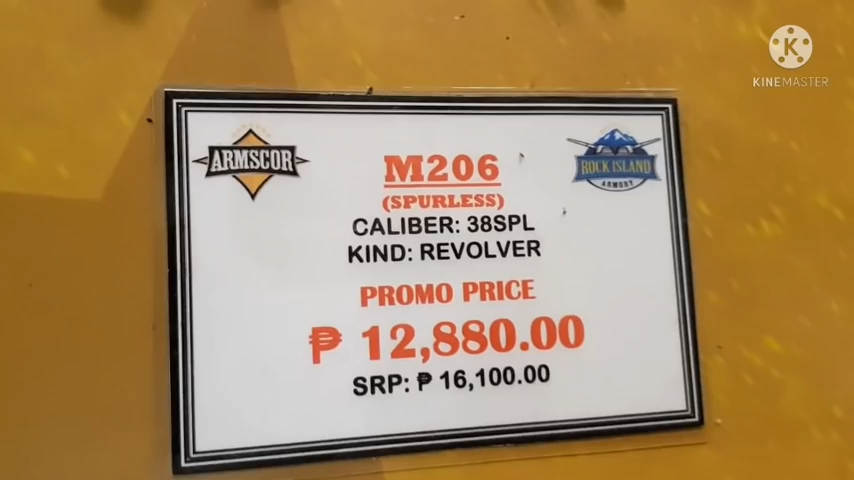 K
KINEMASTER
ARMSCOR
ROCK ISLAND
ARMORY
M206
(SPURLESS)
CALIBER: 38SPL
KIND: REVOLVER
PROMO PRICE
₱ 12,880.00
SRP: ₱ 16,100.00